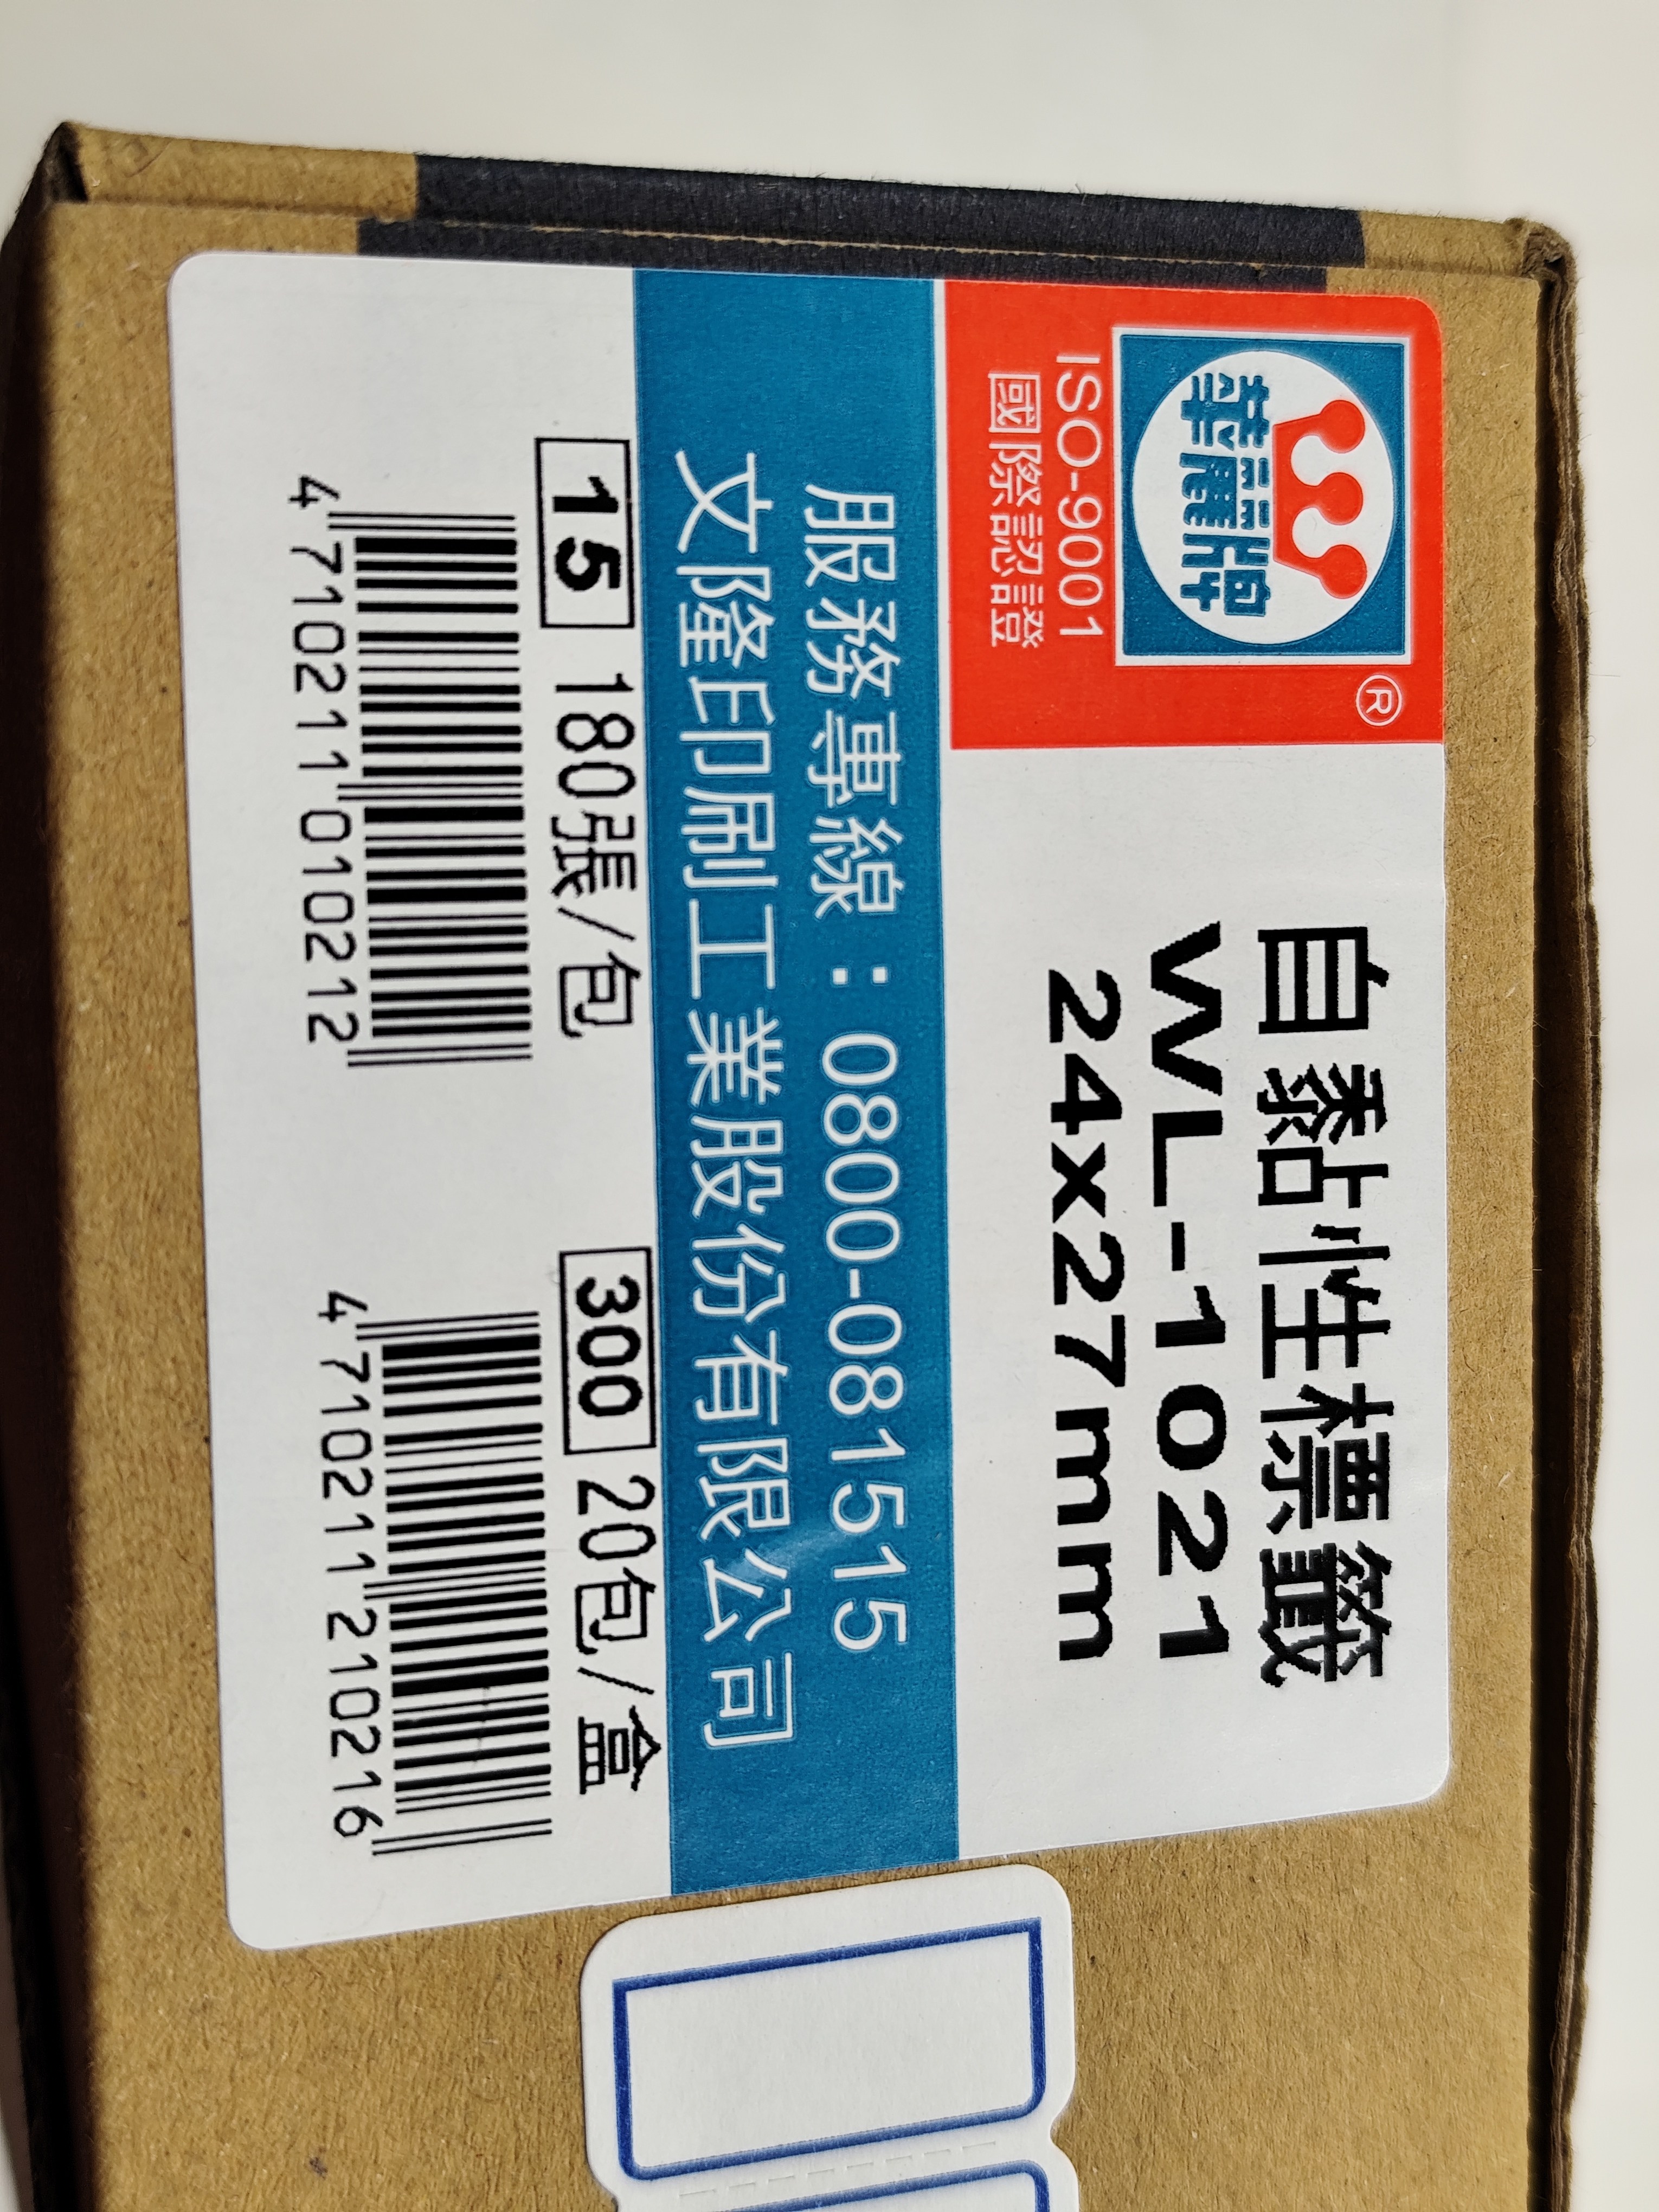 華麗牌
®
ISO-9001
國際認證
自黏性標籤
WL-1021
24x27mm
服務專線：0800-081515
文隆印刷工業股份有限公司
15 180張/包
4710211010212
300 20包/盒
4710211210216